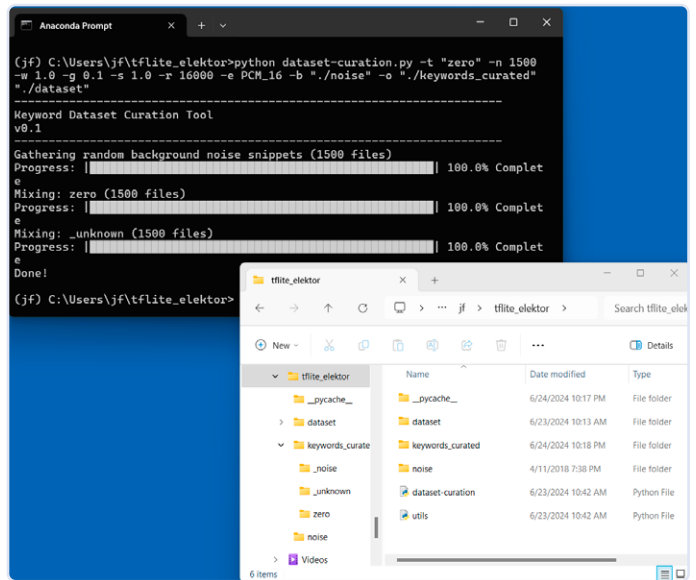 Anaconda Prompt
(jf) C:\Users\jf\tflite_elektor>python dataset-curation.py -t "zero" -n 1500
-w 1.0 -g 0.1 -s 1.0 -r 16000 -e PCM_16 -b "./noise" -o "./keywords_curated"
"./dataset"
-----------------------------------------------------------------------
Keyword Dataset Curation Tool
v0.1
-----------------------------------------------------------------------
Gathering random background noise snippets (1500 files)
Progress: | | 100.0% Complet
e
Mixing: zero (1500 files)
Progress: | | 100.0% Complet
e
Mixing: _unknown (1500 files)
Progress: | | 100.0% Complet
e
Done!
(jf) C:\Users\jf\tflite_elektor>
tflite_elektor
jf > tflite_elektor > Search tflite_elek
New Details
tflite_elektor
__pycache__
dataset
keywords_curate
_noise
_unknown
zero
noise
Videos
Name Date modified Type
__pycache__ 6/24/2024 10:17 PM File folder
dataset 6/23/2024 10:13 AM File folder
keywords_curated 6/24/2024 10:18 PM File folder
noise 4/11/2018 7:38 PM File folder
dataset-curation 6/23/2024 10:42 AM Python File
utils 6/23/2024 10:42 AM Python File
6 items